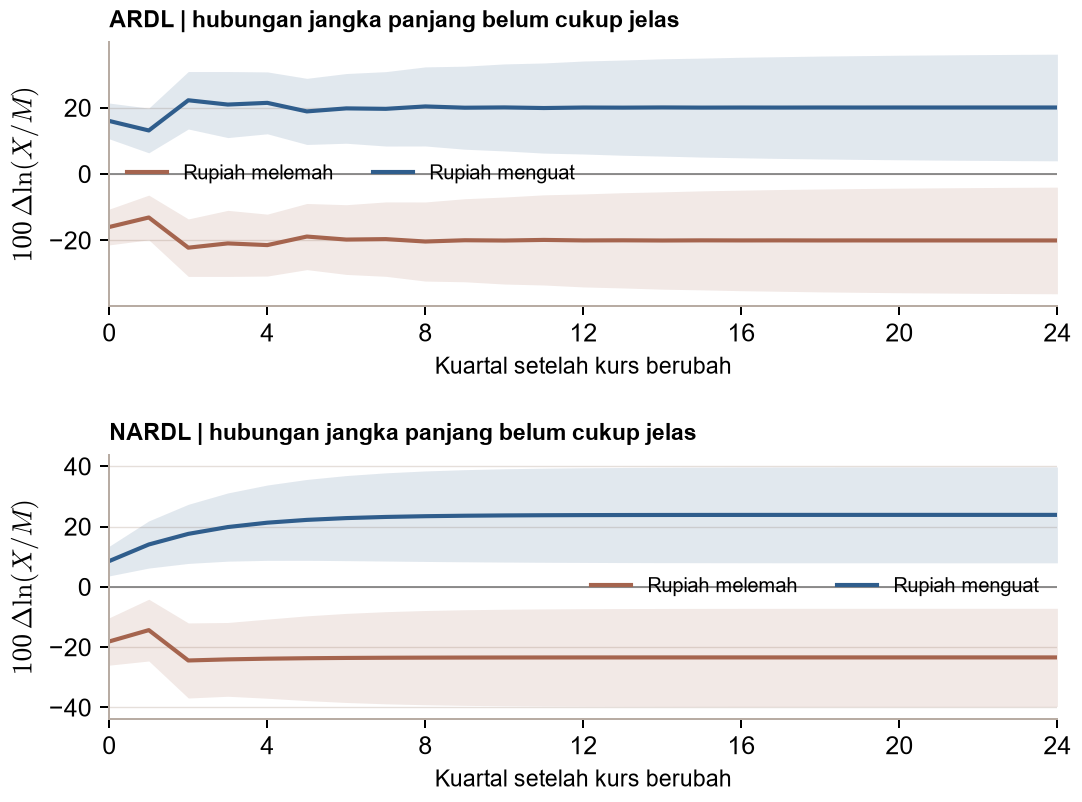 ARDL | hubungan jangka panjang belum cukup jelas
100 Δln(X/M)
20
0
−20
Rupiah melemah Rupiah menguat
0 4 8 12 16 20 24
Kuartal setelah kurs berubah
NARDL | hubungan jangka panjang belum cukup jelas
100 Δln(X/M)
40
20
0
−20
−40
Rupiah melemah Rupiah menguat
0 4 8 12 16 20 24
Kuartal setelah kurs berubah